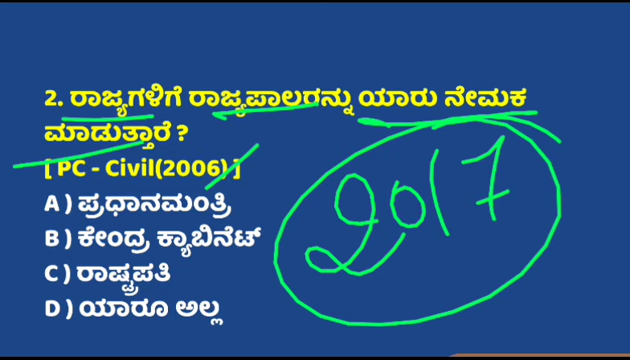 2. ರಾಜ್ಯಗಳಿಗೆ ರಾಜ್ಯಪಾಲರನ್ನು ಯಾರು ನೇಮಕ
ಮಾಡುತ್ತಾರೆ ?
[ PC - Civil(2006) ]
2017
A ) ಪ್ರಧಾನಮಂತ್ರಿ
B ) ಕೇಂದ್ರ ಕ್ಯಾಬಿನೆಟ್
C ) ರಾಷ್ಟ್ರಪತಿ
D ) ಯಾರೂ ಅಲ್ಲ